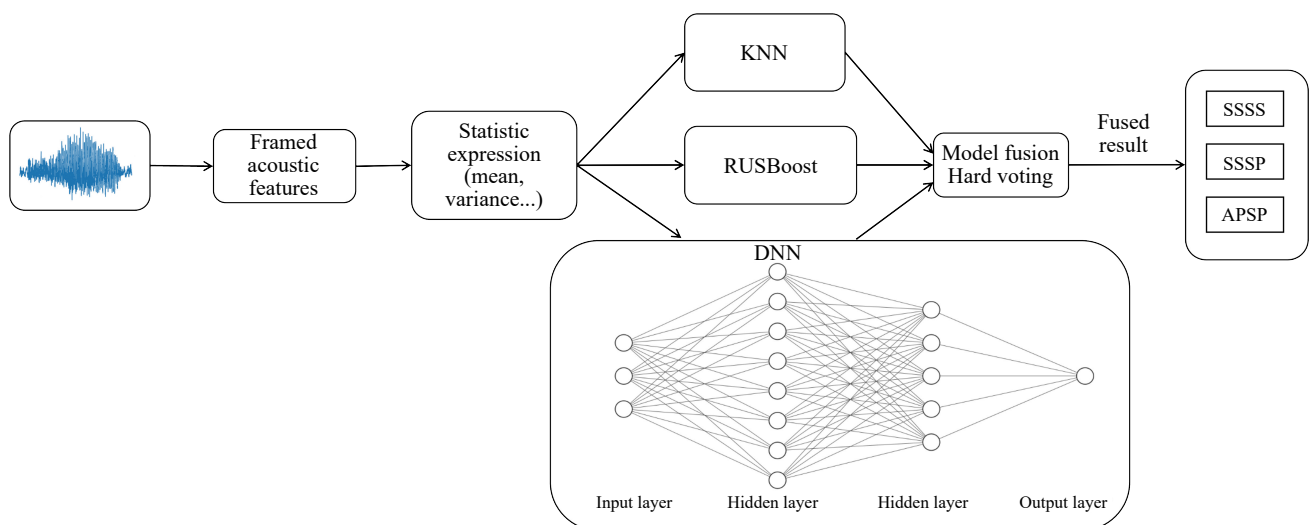 Framed
acoustic
features
Statistic
expression
(mean,
variance...)
KNN
RUSBoost
DNN
Input layer
Hidden layer
Hidden layer
Output layer
Model fusion
Hard voting
Fused
result
SSSS
SSSP
APSP